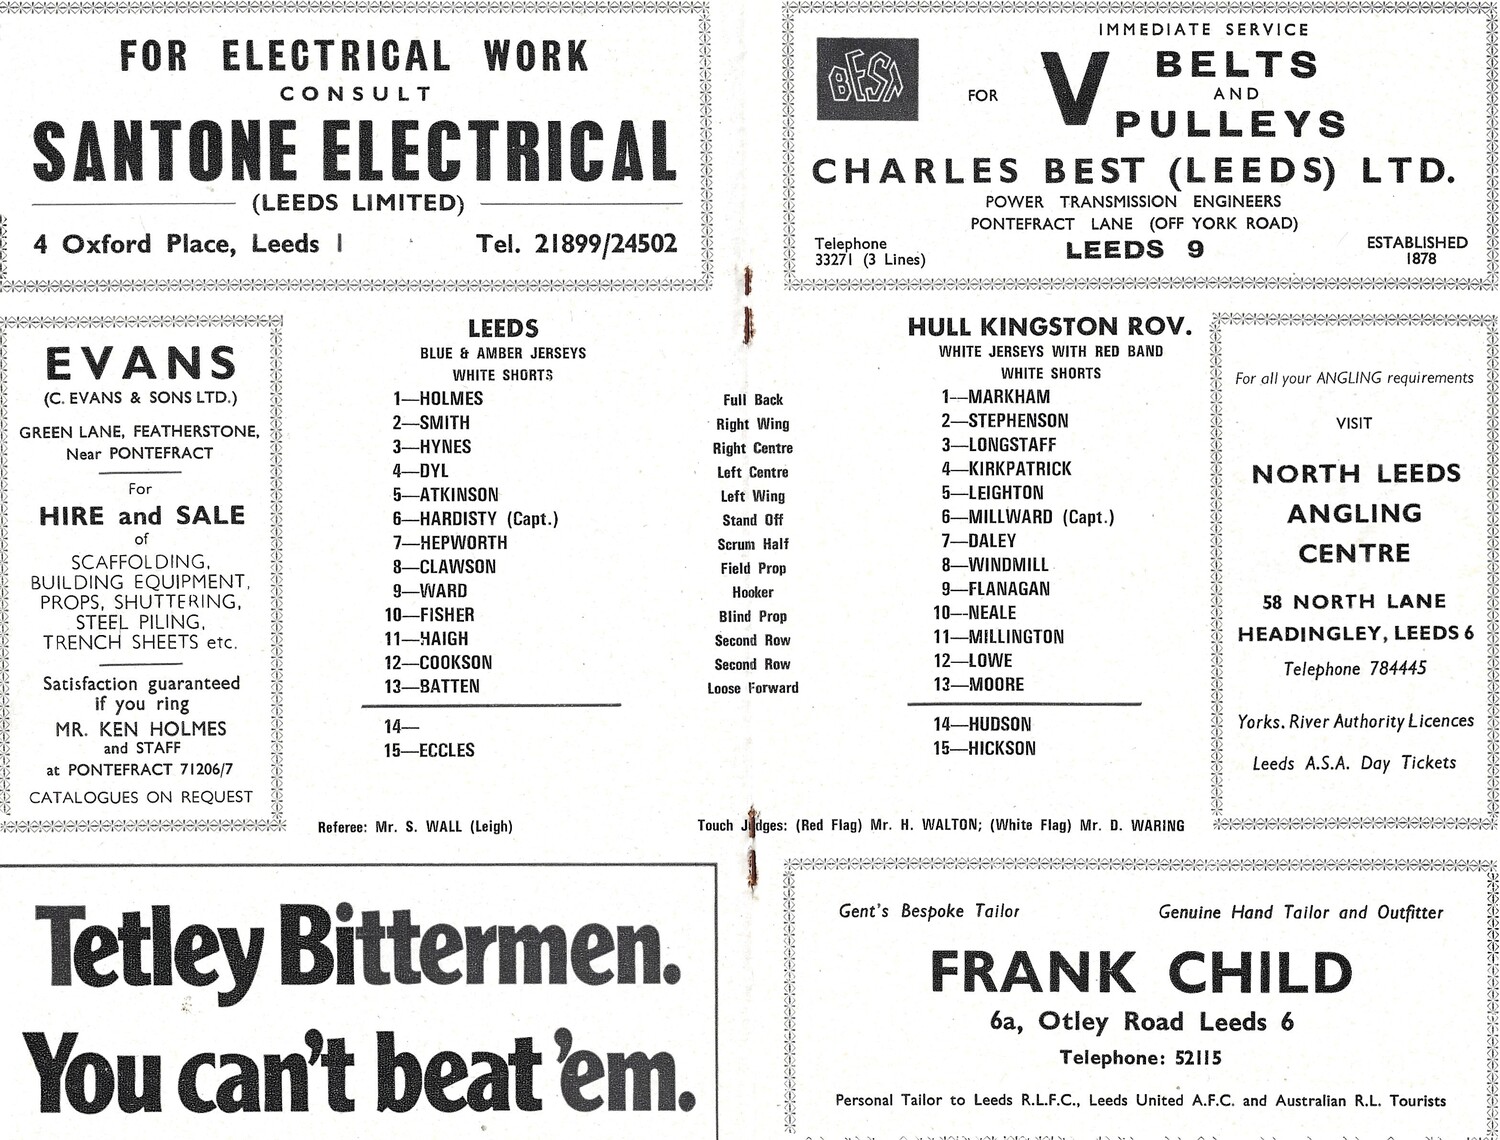 FOR ELECTRICAL WORK
CONSULT
SANTONE ELECTRICAL
(LEEDS LIMITED)
4 Oxford Place, Leeds 1 Tel. 21899/24502
IMMEDIATE SERVICE
BESA
FOR V BELTS
AND
PULLEYS
CHARLES BEST (LEEDS) LTD.
POWER TRANSMISSION ENGINEERS
PONTEFRACT LANE (OFF YORK ROAD)
Telephone
33271 (3 Lines)
LEEDS 9
ESTABLISHED
1878
EVANS
(C. EVANS & SONS LTD.)
GREEN LANE, FEATHERSTONE,
Near PONTEFRACT
For
HIRE and SALE
of
SCAFFOLDING,
BUILDING EQUIPMENT,
PROPS, SHUTTERING,
STEEL PILING,
TRENCH SHEETS etc.
Satisfaction guaranteed
if you ring
MR. KEN HOLMES
and STAFF
at PONTEFRACT 71206/7
CATALOGUES ON REQUEST
LEEDS
BLUE & AMBER JERSEYS
WHITE SHORTS
1—HOLMES
2—SMITH
3—HYNES
4—DYL
5—ATKINSON
6—HARDISTY (Capt.)
7—HEPWORTH
8—CLAWSON
9—WARD
10—FISHER
11—HAIGH
12—COOKSON
13—BATTEN
14—
15—ECCLES
Full Back
Right Wing
Right Centre
Left Centre
Left Wing
Stand Off
Scrum Half
Field Prop
Hooker
Blind Prop
Second Row
Second Row
Loose Forward
HULL KINGSTON ROV.
WHITE JERSEYS WITH RED BAND
WHITE SHORTS
1—MARKHAM
2—STEPHENSON
3—LONGSTAFF
4—KIRKPATRICK
5—LEIGHTON
6—MILLWARD (Capt.)
7—DALEY
8—WINDMILL
9—FLANAGAN
10—NEALE
11—MILLINGTON
12—LOWE
13—MOORE
14—HUDSON
15—HICKSON
Referee: Mr. S. WALL (Leigh)
Touch Judges: (Red Flag) Mr. H. WALTON; (White Flag) Mr. D. WARING
For all your ANGLING requirements
VISIT
NORTH LEEDS
ANGLING
CENTRE
58 NORTH LANE
HEADINGLEY, LEEDS 6
Telephone 784445
Yorks. River Authority Licences
Leeds A.S.A. Day Tickets
Tetley Bittermen.
You can't beat 'em.
Gent's Bespoke Tailor Genuine Hand Tailor and Outfitter
FRANK CHILD
6a, Otley Road Leeds 6
Telephone: 52115
Personal Tailor to Leeds R.L.F.C., Leeds United A.F.C. and Australian R.L. Tourists